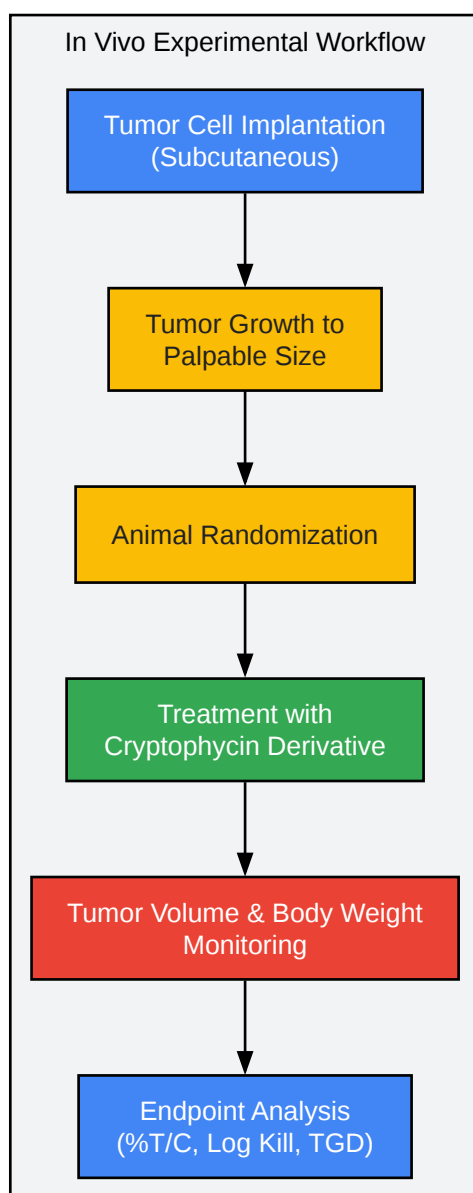 In Vivo Experimental Workflow
Tumor Cell Implantation
(Subcutaneous)
Tumor Growth to
Palpable Size
Animal Randomization
Treatment with
Cryptophycin Derivative
Tumor Volume & Body Weight
Monitoring
Endpoint Analysis
(%T/C, Log Kill, TGD)